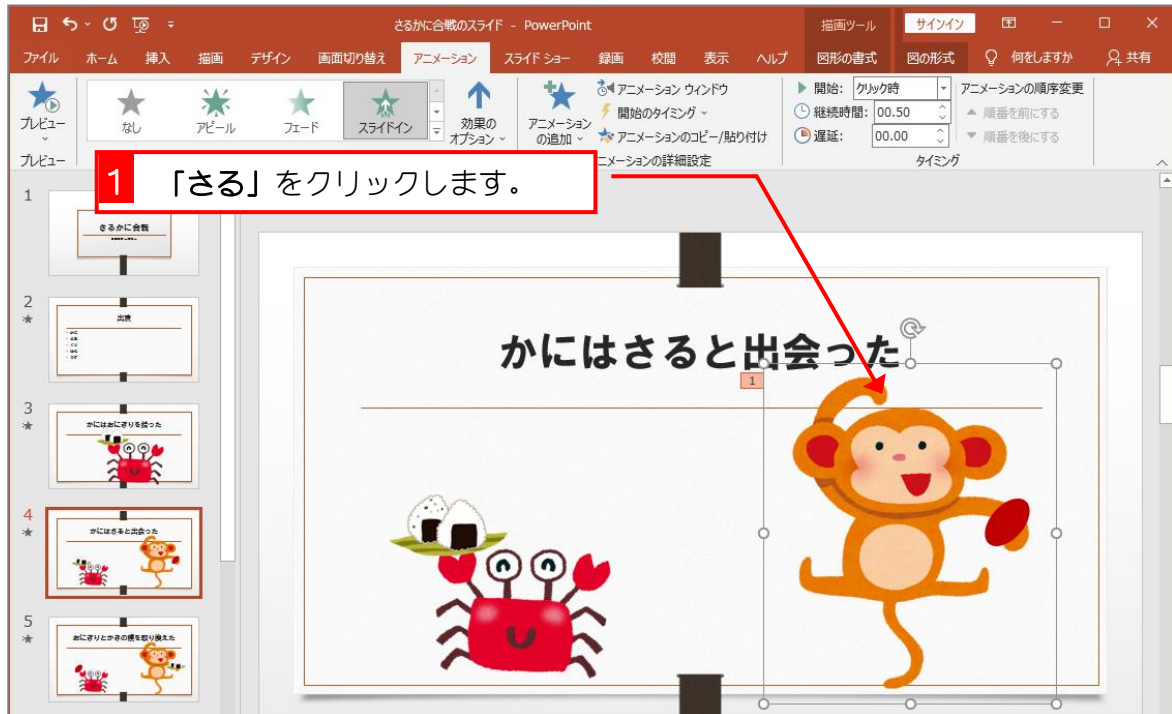 さるかに合戦のスライド - PowerPoint
描画ツール
サインイン
ファイル ホーム 挿入 描画 デザイン 画面切り替え アニメーション スライド ショー 録画 校閲 表示 ヘルプ 図形の書式 図の形式 何をしますか 共有
プレビュー
なし
アピール
フェード
スライドイン
効果の
オプション
アニメーション
の追加
アニメーション ウィンドウ
開始のタイミング
アニメーションのコピー/貼り付け
開始: クリック時
継続時間: 00.50
遅延: 00.00
アニメーションの順序変更
順番を前にする
順番を後にする
プレビュー
ニメーションの詳細設定
タイミング
1 「さる」をクリックします。
1
さるかに合戦
2
出演
3
かにはおにぎりを拾った
4
かにはさると出会った
5
おにぎりとかきの種を取り換えた
かにはさると出会った
1